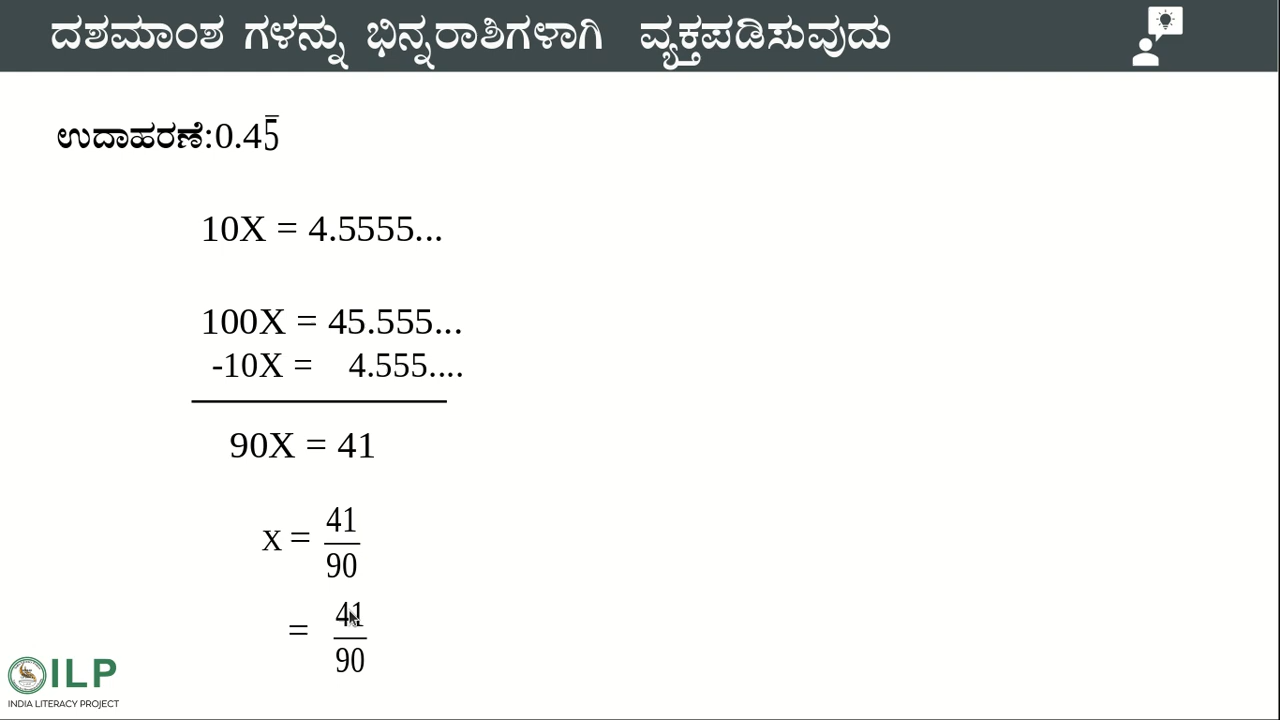 ದಶಮಾಂಶ ಗಳನ್ನು ಭಿನ್ನರಾಶಿಗಳಾಗಿ ವ್ಯಕ್ತಪಡಿಸುವುದು
ಉದಾಹರಣೆ:0.45̅
10X = 4.5555...
100X = 45.555...
-10X = 4.555....
90X = 41
x = 41/90
= 41/90
ILP
INDIA LITERACY PROJECT